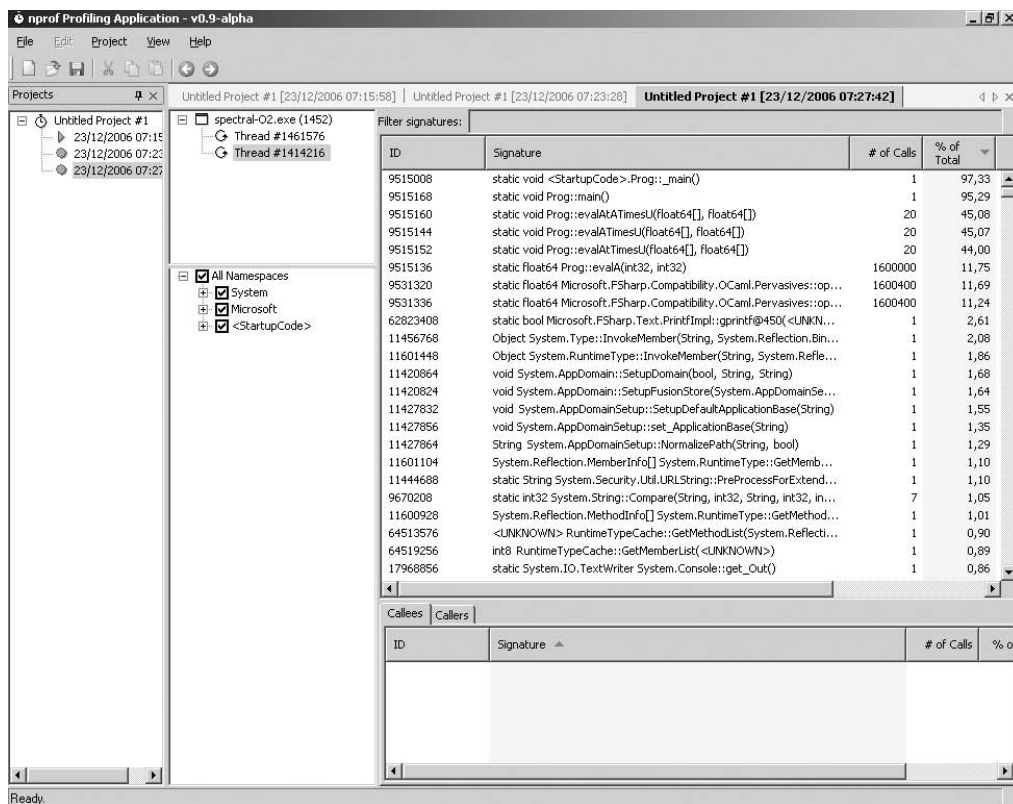 nprof Profiling Application - v0.9-alpha
File Edit Project View Help
Projects
Untitled Project #1 [23/12/2006 07:15:58] | Untitled Project #1 [23/12/2006 07:23:28] Untitled Project #1 [23/12/2006 07:27:42]
Untitled Project #1
23/12/2006 07:15
23/12/2006 07:23
23/12/2006 07:27
spectral-O2.exe (1452)
Thread #1461576
Thread #1414216
All Namespaces
System
Microsoft
<StartupCode>
Filter signatures:
ID Signature # of Calls % of Total
9515008 static void <StartupCode>.Prog::_main() 1 97,33
9515168 static void Prog::main() 1 95,29
9515160 static void Prog::evalAtATimesU(float64[], float64[]) 20 45,08
9515144 static void Prog::evalATimesU(float64[], float64[]) 20 45,07
9515152 static void Prog::evalAtTimesU(float64[], float64[]) 20 44,00
9515136 static float64 Prog::evalA(int32, int32) 1600000 11,75
9531320 static float64 Microsoft.FSharp.Compatibility.OCaml.Pervasives::op... 1600400 11,69
9531336 static float64 Microsoft.FSharp.Compatibility.OCaml.Pervasives::op... 1600400 11,24
62823408 static bool Microsoft.FSharp.Text.PrintfImpl::gprintf@450(<UNKN... 1 2,61
11456768 Object System.Type::InvokeMember(String, System.Reflection.Bin... 1 2,08
11601448 Object System.RuntimeType::InvokeMember(String, System.Refle... 1 1,86
11420864 void System.AppDomain::SetupDomain(bool, String, String) 1 1,68
11420824 void System.AppDomain::SetupFusionStore(System.AppDomainSe... 1 1,64
11427832 void System.AppDomainSetup::SetupDefaultApplicationBase(String) 1 1,55
11427856 void System.AppDomainSetup::set_ApplicationBase(String) 1 1,35
11427864 String System.AppDomainSetup::NormalizePath(String, bool) 1 1,29
11601104 System.Reflection.MemberInfo[] System.RuntimeType::GetMemb... 1 1,10
11444688 static String System.Security.Util.URLString::PreProcessForExtend... 1 1,10
9670208 static int32 System.String::Compare(String, int32, String, int32, in... 7 1,05
11600928 System.Reflection.MethodInfo[] System.RuntimeType::GetMethod... 1 1,01
64513576 <UNKNOWN> RuntimeTypeCache::GetMethodList(System.Reflecti... 1 0,90
64519256 int8 RuntimeTypeCache::GetMemberList(<UNKNOWN>) 1 0,89
17968856 static System.IO.TextWriter System.Console::get_Out() 1 0,86
Callees Callers
ID Signature # of Calls % o
Ready.